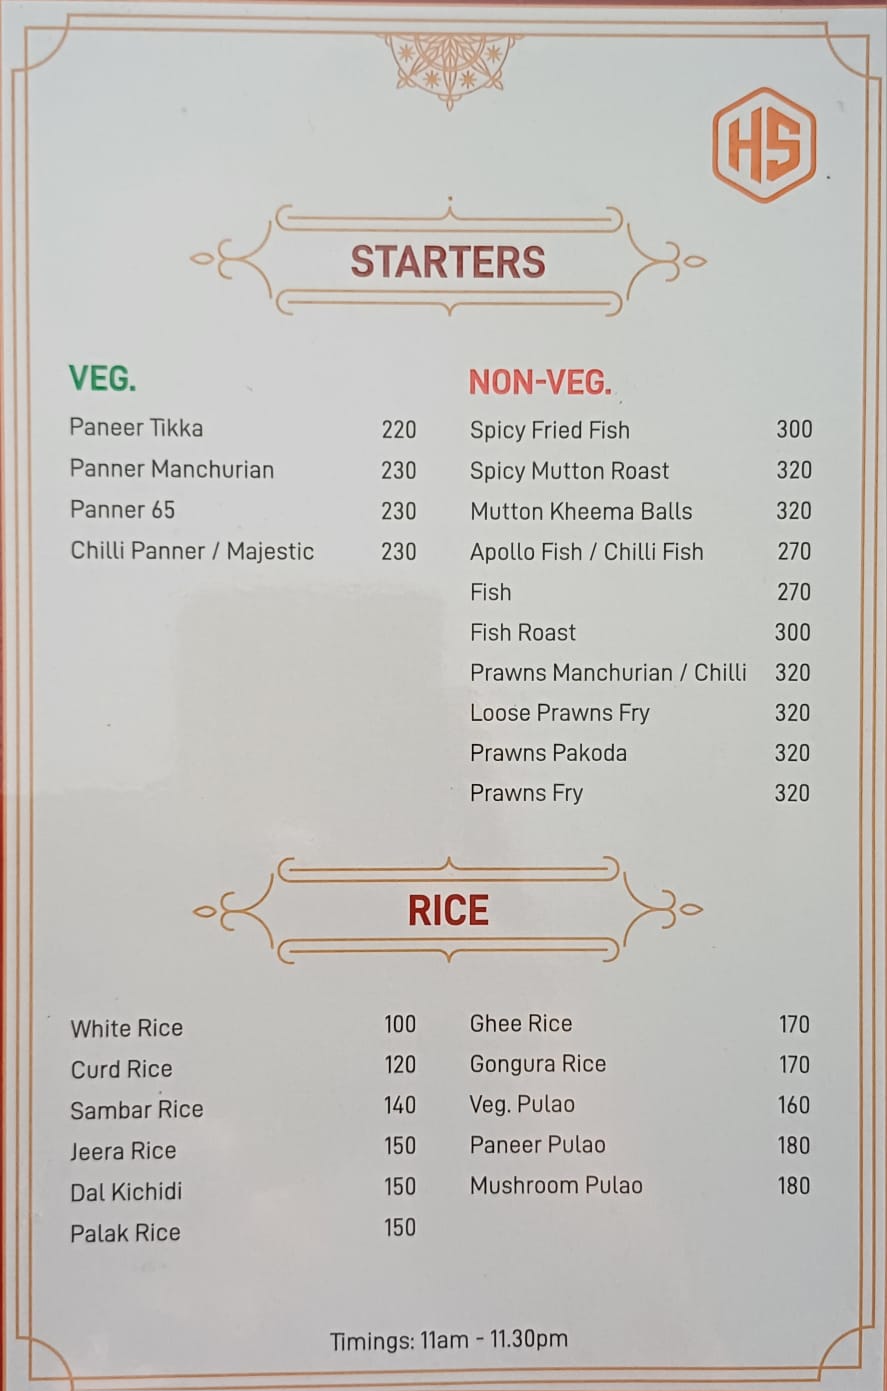 HS
STARTERS
VEG.
Paneer Tikka 220
Panner Manchurian 230
Panner 65 230
Chilli Panner / Majestic 230
NON-VEG.
Spicy Fried Fish 300
Spicy Mutton Roast 320
Mutton Kheema Balls 320
Apollo Fish / Chilli Fish 270
Fish 270
Fish Roast 300
Prawns Manchurian / Chilli 320
Loose Prawns Fry 320
Prawns Pakoda 320
Prawns Fry 320
RICE
White Rice 100
Curd Rice 120
Sambar Rice 140
Jeera Rice 150
Dal Kichidi 150
Palak Rice 150
Ghee Rice 170
Gongura Rice 170
Veg. Pulao 160
Paneer Pulao 180
Mushroom Pulao 180
Timings: 11am - 11.30pm